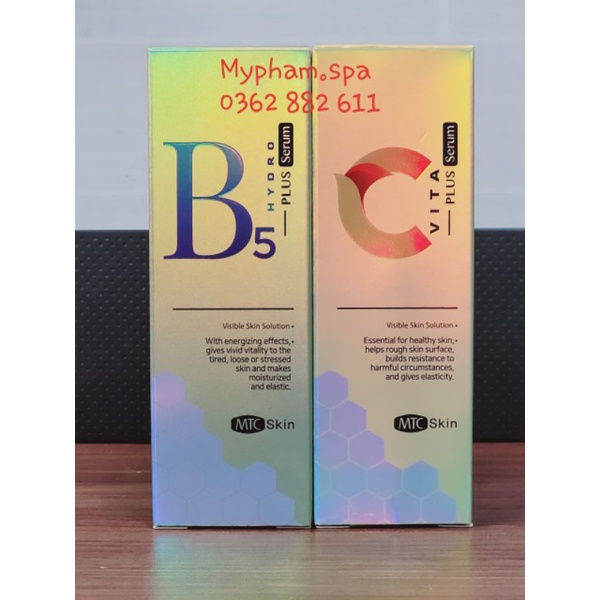 Mypham.spa
0362 882 611
B5
HYDRO
PLUS Serum
Visible Skin Solution •
With energizing effects, •
gives vivid vitality to the
tired, loose or stressed
skin and makes
moisturized
and elastic.
MTC Skin
C
VITA
PLUS Serum
Visible Skin Solution •
Essential for healthy skin, •
helps rough skin surface,
builds resistance to
harmful circumstances,
and gives elasticity.
MTC Skin